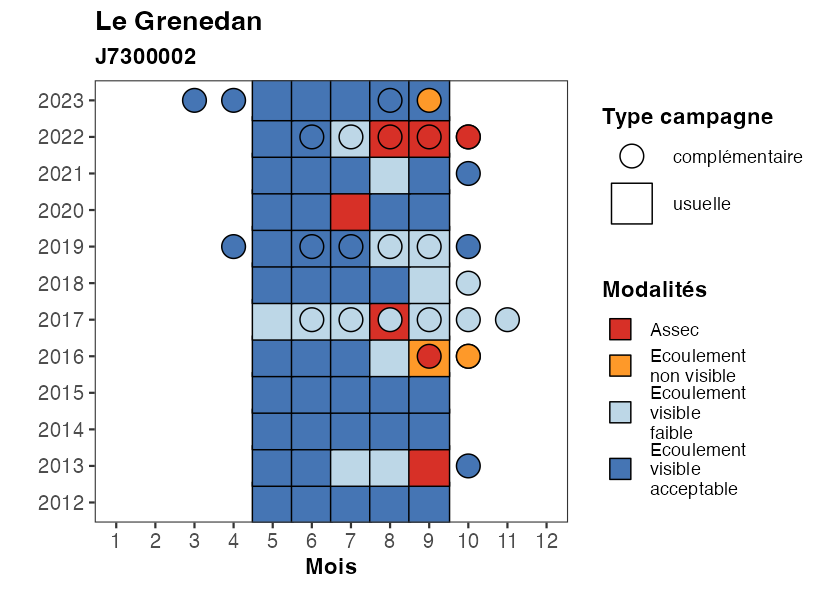 Le Grenedan
J7300002
2023
2022
2021
2020
2019
2018
2017
2016
2015
2014
2013
2012
1 2 3 4 5 6 7 8 9 10 11 12
Mois
Type campagne
complémentaire
usuelle
Modalités
Assec
Ecoulement
non visible
Ecoulement
visible
faible
Ecoulement
visible
acceptable